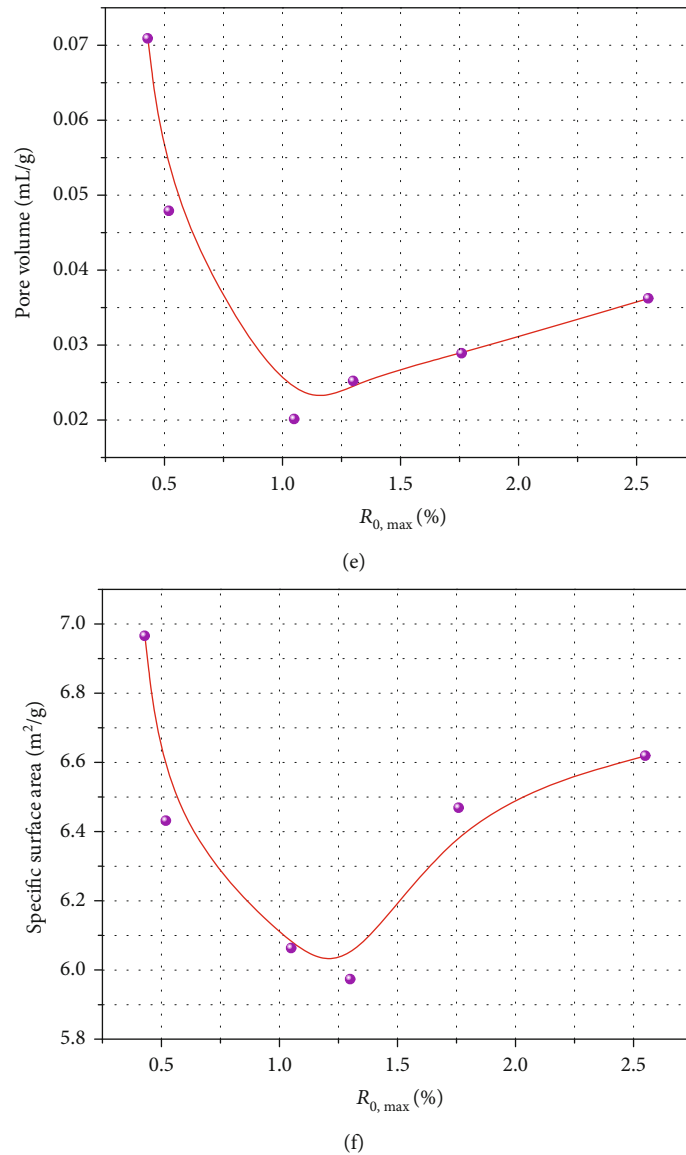 0.07
0.06
0.05
0.04
0.03
0.02
Pore volume (mL/g)
0.5 1.0 1.5 2.0 2.5
R0, max (%)
(e)
7.0
6.8
6.6
6.4
6.2
6.0
5.8
Specific surface area (m²/g)
0.5 1.0 1.5 2.0 2.5
R0, max (%)
(f)